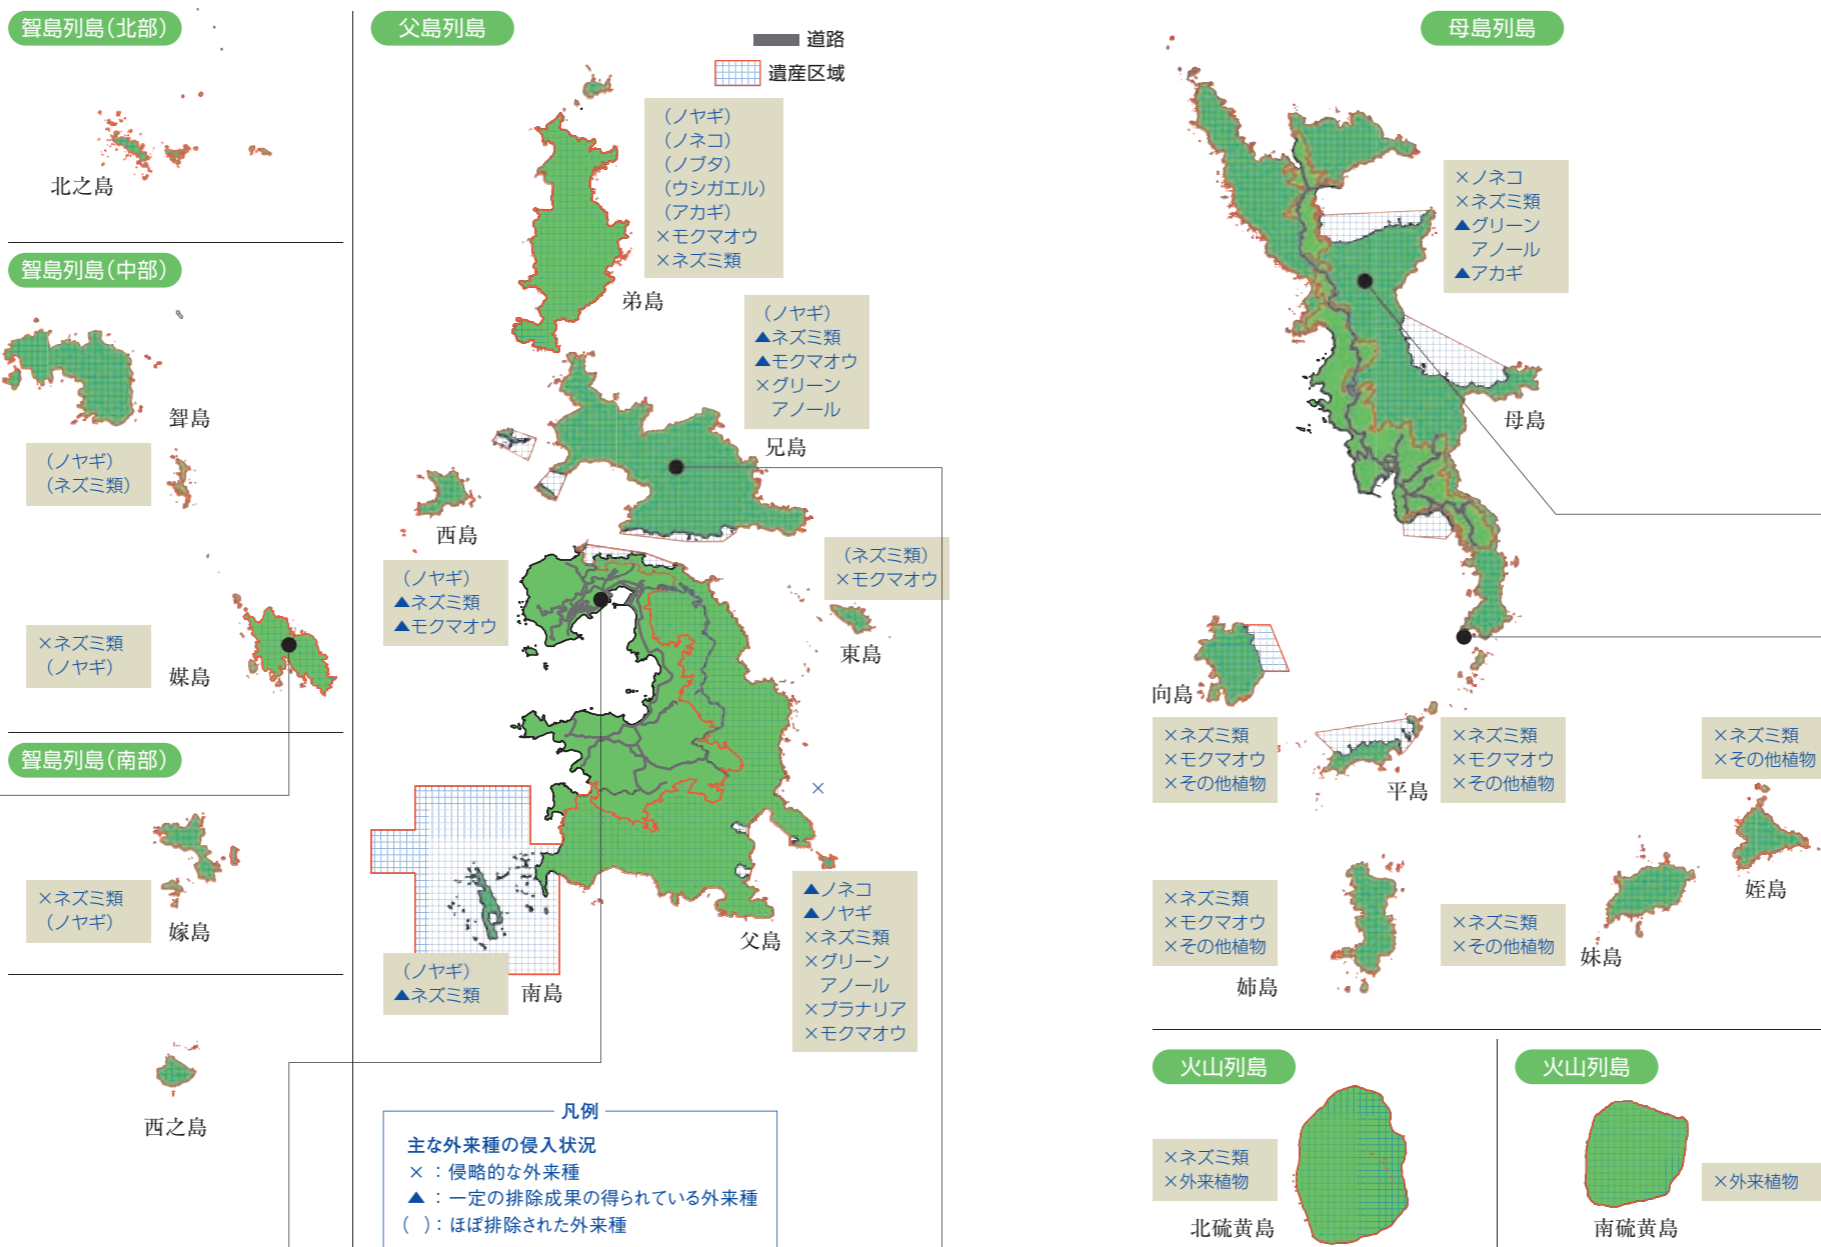 聟島列島(北部)
北之島
聟島列島(中部)
聟島
(ノヤギ)
(ネズミ類)
×ネズミ類
(ノヤギ)
媒島
聟島列島(南部)
×ネズミ類
(ノヤギ)
嫁島
西之島
父島列島
道路
遺産区域
(ノヤギ)
(ノネコ)
(ノブタ)
(ウシガエル)
(アカギ)
×モクマオウ
×ネズミ類
弟島
(ノヤギ)
▲ネズミ類
▲モクマオウ
×グリーン
アノール
兄島
西島
(ノヤギ)
▲ネズミ類
▲モクマオウ
(ネズミ類)
×モクマオウ
東島
×
▲ノネコ
▲ノヤギ
×ネズミ類
×グリーン
アノール
×プラナリア
×モクマオウ
父島
(ノヤギ)
▲ネズミ類
南島
凡例
主な外来種の侵入状況
×:侵略的な外来種
▲:一定の排除成果の得られている外来種
( ):ほぼ排除された外来種
母島列島
×ノネコ
×ネズミ類
▲グリーン
アノール
▲アカギ
母島
向島
×ネズミ類
×モクマオウ
×その他植物
平島
×ネズミ類
×モクマオウ
×その他植物
×ネズミ類
×その他植物
姪島
×ネズミ類
×モクマオウ
×その他植物
姉島
×ネズミ類
×その他植物
妹島
火山列島
×ネズミ類
×外来植物
北硫黄島
火山列島
×外来植物
南硫黄島